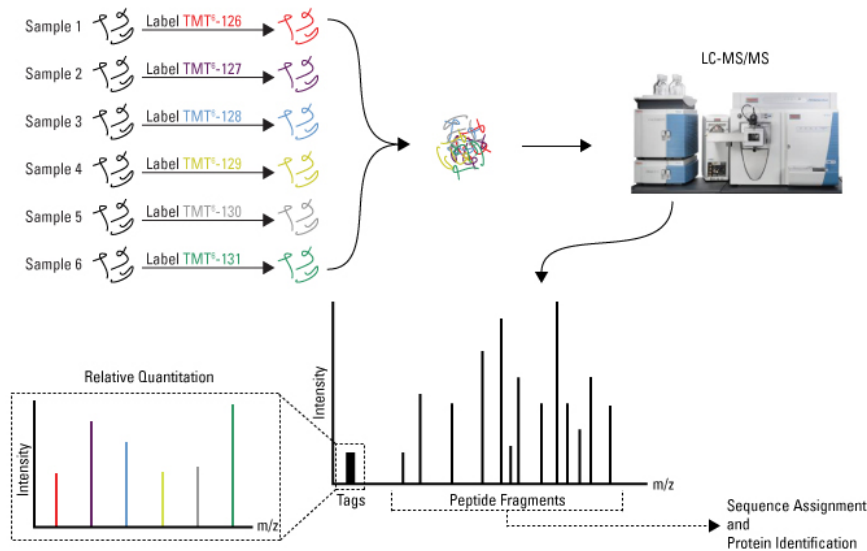 Sample 1
Label TMT⁶-126
Sample 2
Label TMT⁶-127
Sample 3
Label TMT⁶-128
Sample 4
Label TMT⁶-129
Sample 5
Label TMT⁶-130
Sample 6
Label TMT⁶-131
LC-MS/MS
Relative Quantitation
Intensity
m/z
Intensity
m/z
Tags
Peptide Fragments
Sequence Assignment
and
Protein Identification